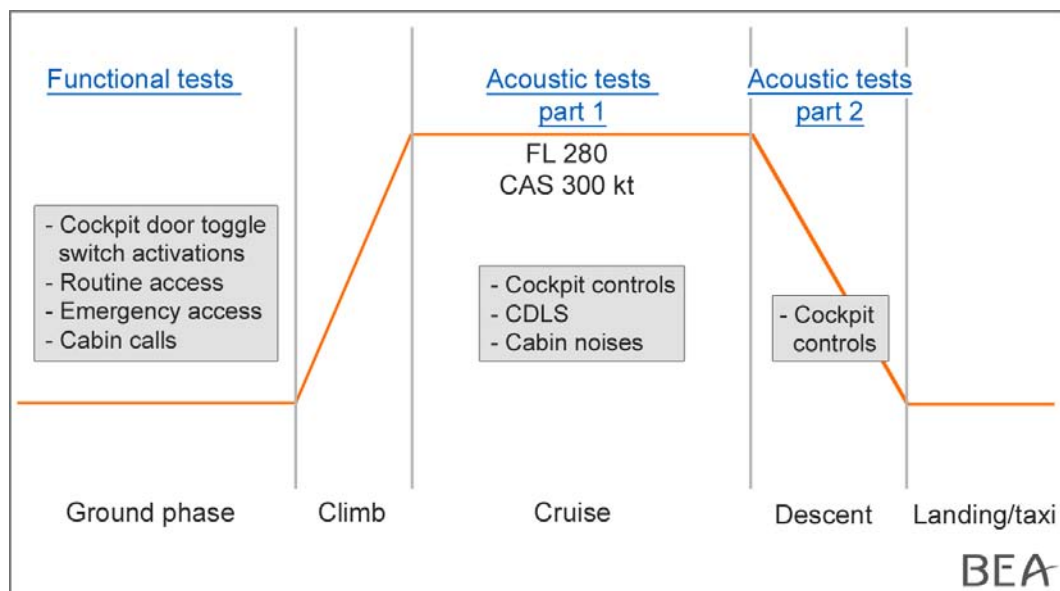 Functional tests
Acoustic tests
part 1
Acoustic tests
part 2
FL 280
CAS 300 kt
- Cockpit door toggle
switch activations
- Routine access
- Emergency access
- Cabin calls
- Cockpit controls
- CDLS
- Cabin noises
- Cockpit
controls
Ground phase
Climb
Cruise
Descent
Landing/taxi
BEA